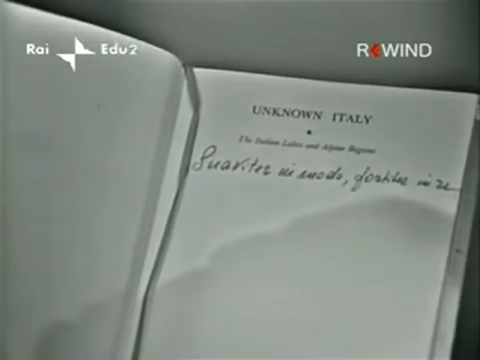 Rai Edu2
REWIND
UNKNOWN ITALY
The Italian Lakes and Alpine Regions
Suaviter in modo, fortiter in re